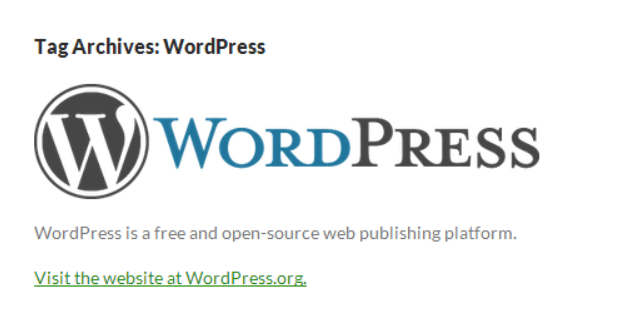 Tag Archives: WordPress
W WORDPRESS
WordPress is a free and open-source web publishing platform.
Visit the website at WordPress.org.